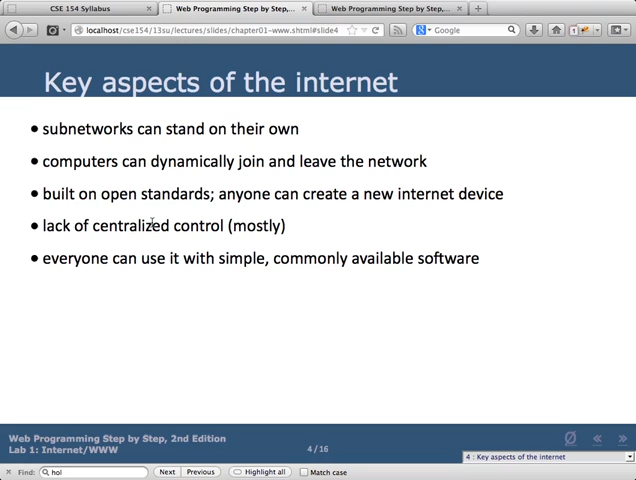 CSE 154 Syllabus
Web Programming Step by Step,...
Web Programming Step by Step,...
localhost/cse154/13su/lectures/slides/chapter01-www.shtml#slide4
Google
Key aspects of the internet
• subnetworks can stand on their own
• computers can dynamically join and leave the network
• built on open standards; anyone can create a new internet device
• lack of centralized control (mostly)
• everyone can use it with simple, commonly available software
Web Programming Step by Step, 2nd Edition
Lab 1: Internet/WWW
4 / 16
4 : Key aspects of the internet
Find: hol Next Previous Highlight all Match case